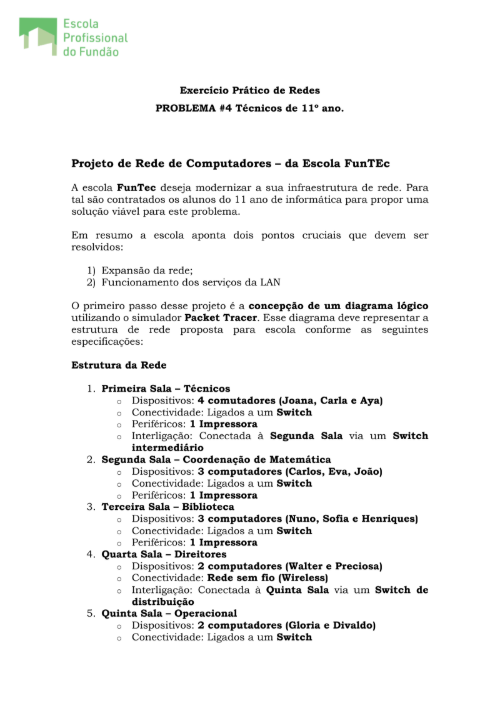 Escola
Profissional
do Fundão
Exercício Prático de Redes
PROBLEMA #4 Técnicos de 11º ano.
Projeto de Rede de Computadores – da Escola FunTEc
A escola FunTec deseja modernizar a sua infraestrutura de rede. Para
tal são contratados os alunos do 11 ano de informática para propor uma
solução viável para este problema.
Em resumo a escola aponta dois pontos cruciais que devem ser
resolvidos:
1) Expansão da rede;
2) Funcionamento dos serviços da LAN
O primeiro passo desse projeto é a concepção de um diagrama lógico
utilizando o simulador Packet Tracer. Esse diagrama deve representar a
estrutura de rede proposta para escola conforme as seguintes
especificações:
Estrutura da Rede
1. Primeira Sala – Técnicos
o Dispositivos: 4 comutadores (Joana, Carla e Aya)
o Conectividade: Ligados a um Switch
o Periféricos: 1 Impressora
o Interligação: Conectada à Segunda Sala via um Switch
intermediário
2. Segunda Sala – Coordenação de Matemática
o Dispositivos: 3 computadores (Carlos, Eva, João)
o Conectividade: Ligados a um Switch
o Periféricos: 1 Impressora
3. Terceira Sala – Biblioteca
o Dispositivos: 3 computadores (Nuno, Sofia e Henriques)
o Conectividade: Ligados a um Switch
o Periféricos: 1 Impressora
4. Quarta Sala – Direitores
o Dispositivos: 2 computadores (Walter e Preciosa)
o Conectividade: Rede sem fio (Wireless)
o Interligação: Conectada à Quinta Sala via um Switch de
distribuição
5. Quinta Sala – Operacional
o Dispositivos: 2 computadores (Gloria e Divaldo)
o Conectividade: Ligados a um Switch